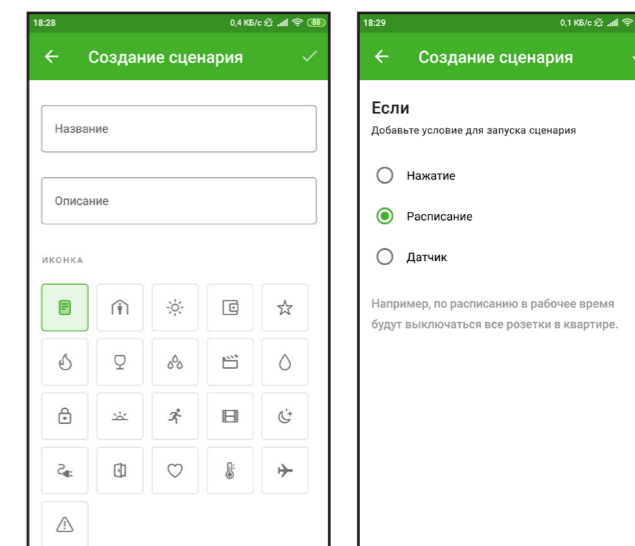 18:28
0,4 КБ/с
88
Создание сценария
Название
Описание
ИКОНКА
18:29
0,1 КБ/с
Создание сценария
Если
Добавьте условие для запуска сценария
Нажатие
Расписание
Датчик
Например, по расписанию в рабочее время
будут выключаться все розетки в квартире.